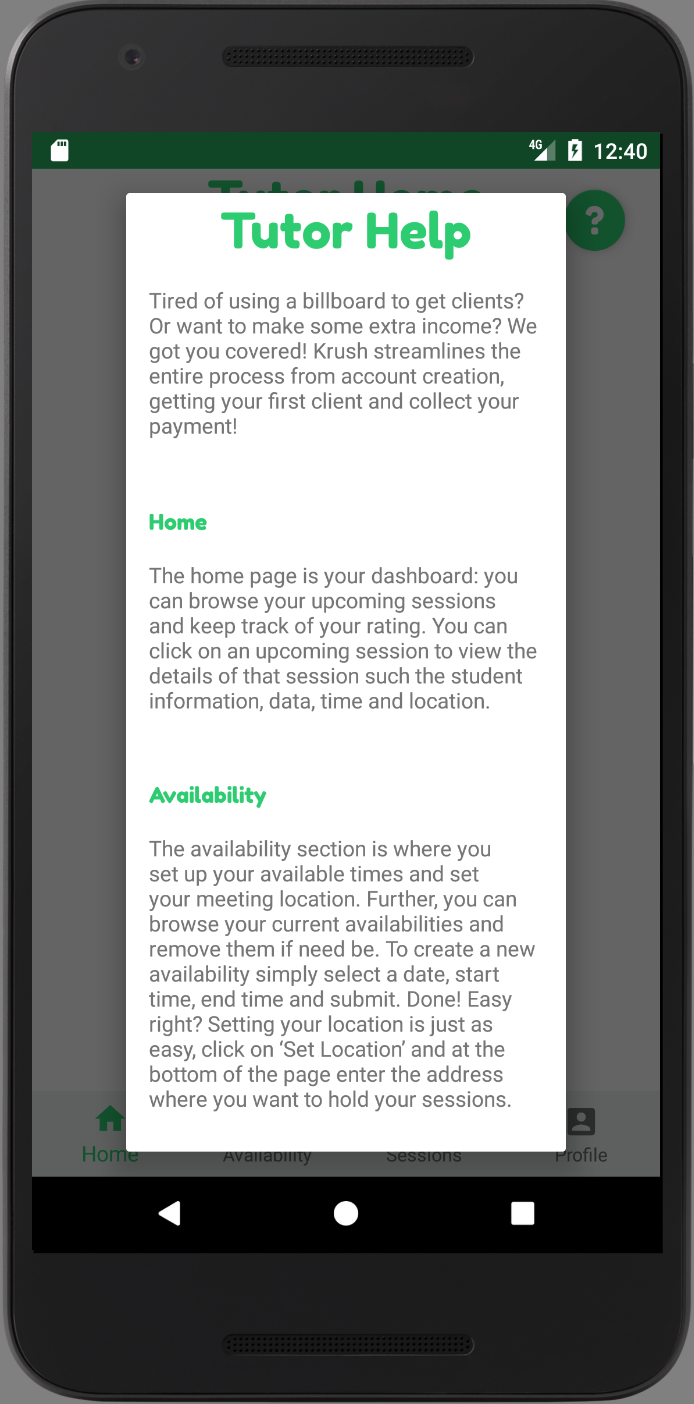 4G 12:40
Tutor Home
?
Tutor Help
Tired of using a billboard to get clients?
Or want to make some extra income? We
got you covered! Krush streamlines the
entire process from account creation,
getting your first client and collect your
payment!
Home
The home page is your dashboard: you
can browse your upcoming sessions
and keep track of your rating. You can
click on an upcoming session to view the
details of that session such the student
information, data, time and location.
Availability
The availability section is where you
set up your available times and set
your meeting location. Further, you can
browse your current availabilities and
remove them if need be. To create a new
availability simply select a date, start
time, end time and submit. Done! Easy
right? Setting your location is just as
easy, click on ‘Set Location’ and at the
bottom of the page enter the address
where you want to hold your sessions.
Home Availability Sessions Profile